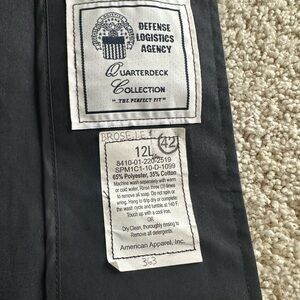 DEFENSE
LOGISTICS
AGENCY
QUARTERDECK
COLLECTION
"...THE PERFECT FIT"
12L 42
8410-01-220-2519
SPM1C1-10-D-1099
65% Polyester, 35% Cotton
Machine wash separately with warm
or cold water. Rinse three (3) times
to remove all soap. Do not spin or
wring. Hang to drip dry or complete
the wash cycle and tumble at 140 F.
Touch up with a cool iron.
OR,
Dry Clean, thoroughly rinsing to
Remove all detergents.
American Apparel, Inc.
363